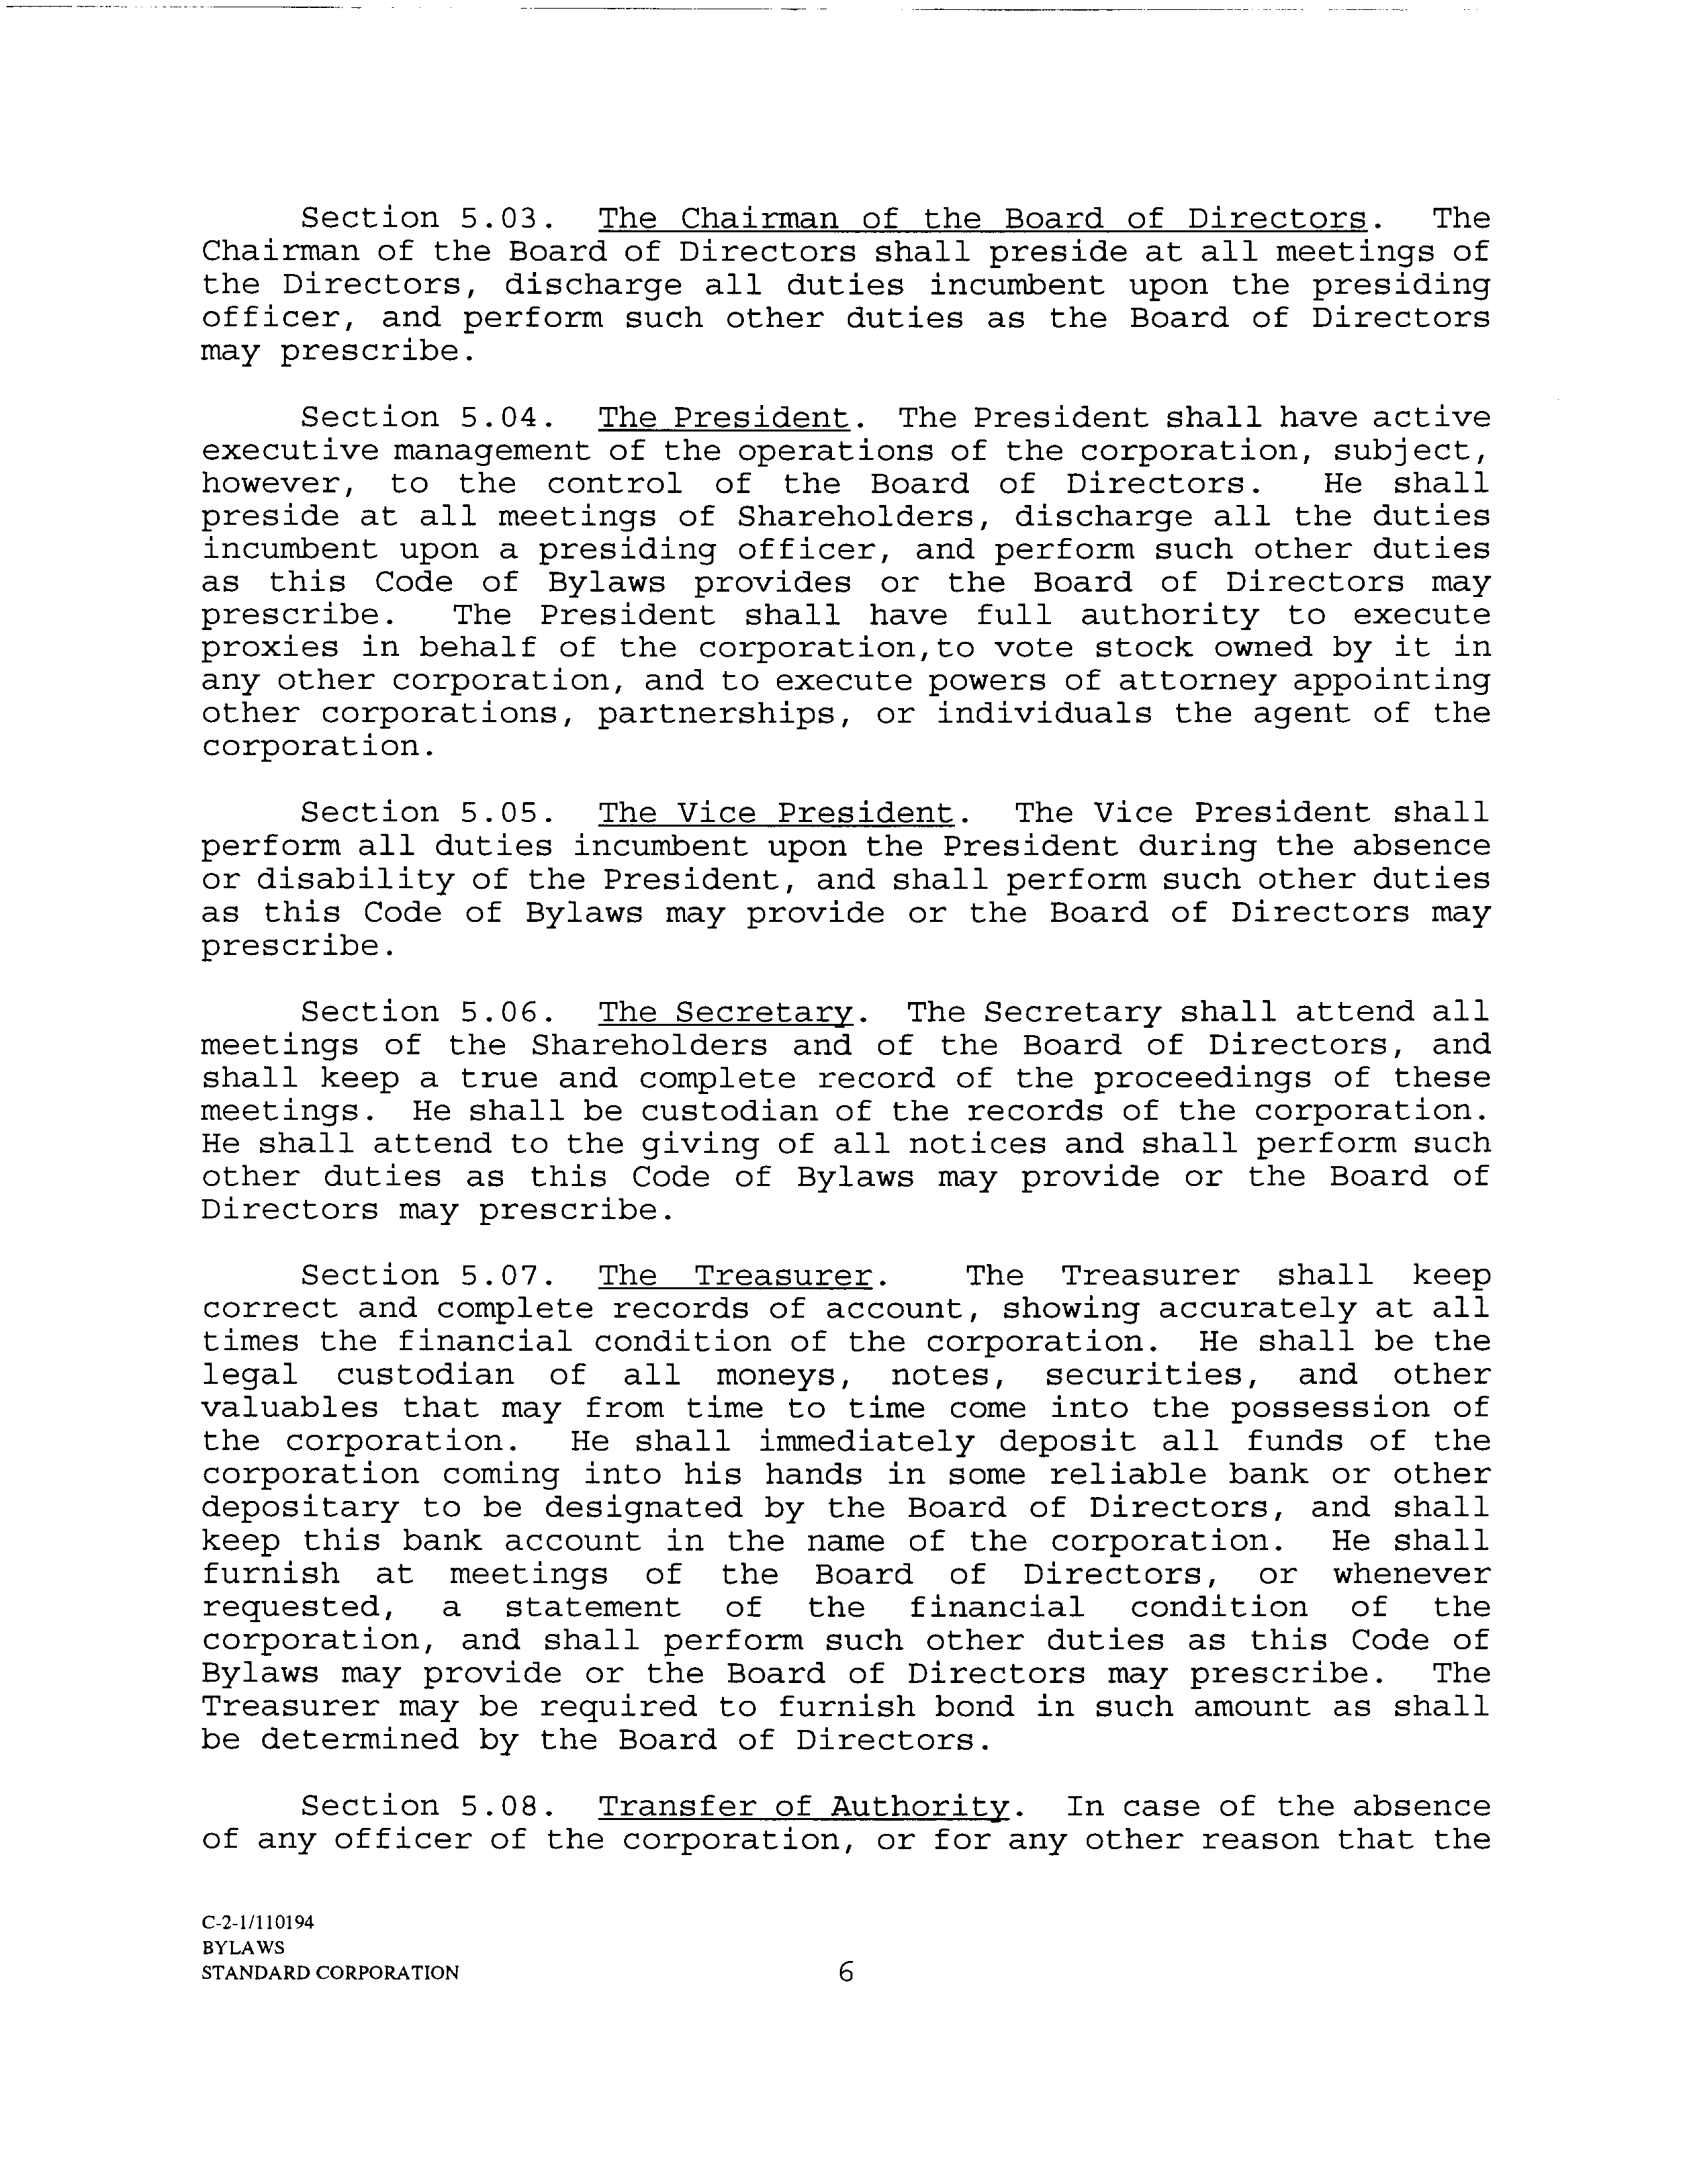 Section 5.03. The Chairman of the Board of Directors. The
Chairman of the Board of Directors shall preside at all meetings of
the Directors, discharge all duties incumbent upon the presiding
officer, and perform such other duties as the Board of Directors
may prescribe.
Section 5.04. The President. The President shall have active
executive management of the operations of the corporation, subject,
however, to the control of the Board of Directors. He shall
preside at all meetings of Shareholders, discharge all the duties
incumbent upon a presiding officer, and perform such other duties
as this Code of Bylaws provides or the Board of Directors may
prescribe. The President shall have full authority to execute
proxies in behalf of the corporation,to vote stock owned by it in
any other corporation, and to execute powers of attorney appointing
other corporations, partnerships, or individuals the agent of the
corporation.
Section 5.05. The Vice President. The Vice President shall
perform all duties incumbent upon the President during the absence
or disability of the President, and shall perform such other duties
as this Code of Bylaws may provide or the Board of Directors may
prescribe.
Section 5.06. The Secretary. The Secretary shall attend all
meetings of the Shareholders and of the Board of Directors, and
shall keep a true and complete record of the proceedings of these
meetings. He shall be custodian of the records of the corporation.
He shall attend to the giving of all notices and shall perform such
other duties as this Code of Bylaws may provide or the Board of
Directors may prescribe.
Section 5.07. The Treasurer. The Treasurer shall keep
correct and complete records of account, showing accurately at all
times the financial condition of the corporation. He shall be the
legal custodian of all moneys, notes, securities, and other
valuables that may from time to time come into the possession of
the corporation. He shall immediately deposit all funds of the
corporation coming into his hands in some reliable bank or other
depositary to be designated by the Board of Directors, and shall
keep this bank account in the name of the corporation. He shall
furnish at meetings of the Board of Directors, or whenever
requested, a statement of the financial condition of the
corporation, and shall perform such other duties as this Code of
Bylaws may provide or the Board of Directors may prescribe. The
Treasurer may be required to furnish bond in such amount as shall
be determined by the Board of Directors.
Section 5.08. Transfer of Authority. In case of the absence
of any officer of the corporation, or for any other reason that the
C-2-1/110194
BYLAWS
STANDARD CORPORATION
6